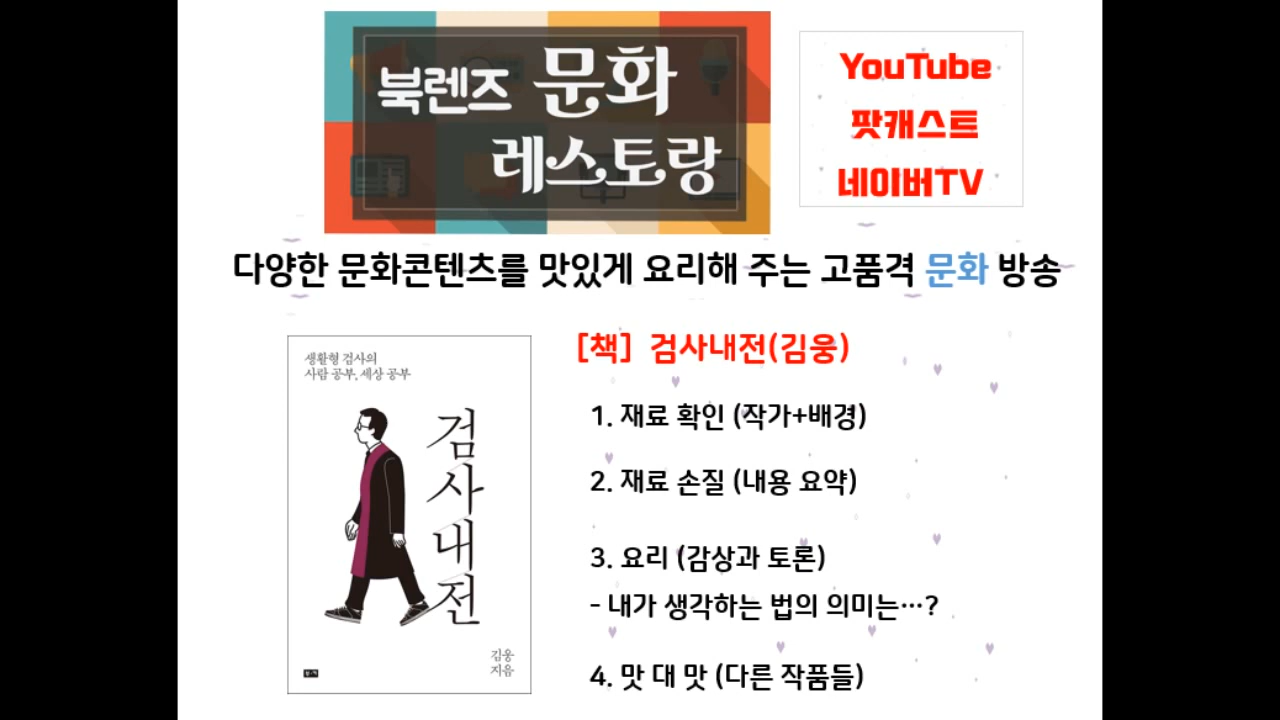 북렌즈 문화
레스토랑
YouTube
팟캐스트
네이버TV
다양한 문화콘텐츠를 맛있게 요리해 주는 고품격 문화 방송
생활형 검사의
사람 공부, 세상 공부
검사내전
김웅
지음
[책] 검사내전(김웅)
1. 재료 확인 (작가+배경)
2. 재료 손질 (내용 요약)
3. 요리 (감상과 토론)
- 내가 생각하는 법의 의미는…?
4. 맛 대 맛 (다른 작품들)